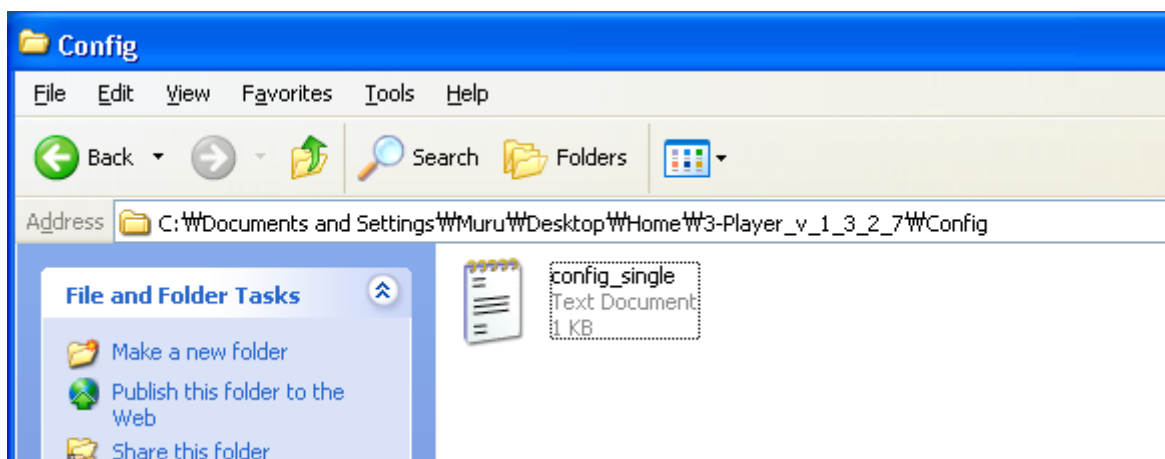 Config
File Edit View Favorites Tools Help
Back Search Folders
Address C:₩Documents and Settings₩Muru₩Desktop₩Home₩3-Player_v_1_3_2_7₩Config
File and Folder Tasks
Make a new folder
Publish this folder to the
Web
Share this folder
config_single
Text Document
1 KB